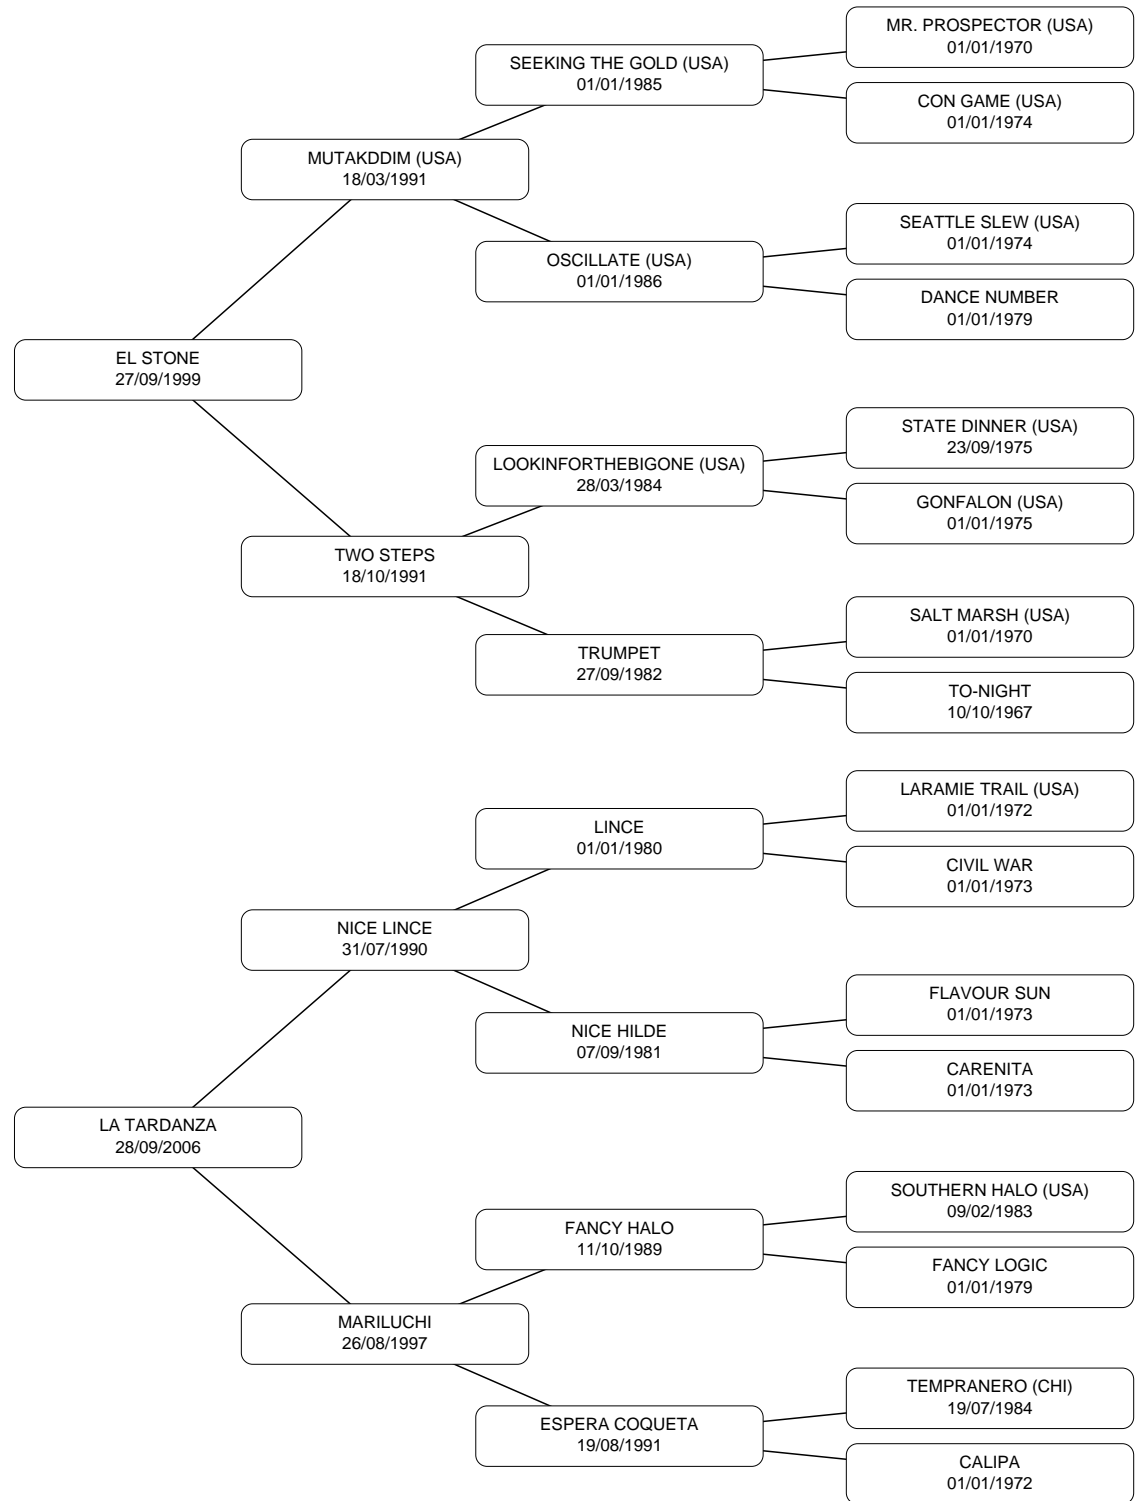 MR. PROSPECTOR (USA)
01/01/1970
SEEKING THE GOLD (USA)
01/01/1985
CON GAME (USA)
01/01/1974
MUTAKDDIM (USA)
18/03/1991
SEATTLE SLEW (USA)
01/01/1974
OSCILLATE (USA)
01/01/1986
DANCE NUMBER
01/01/1979
EL STONE
27/09/1999
STATE DINNER (USA)
23/09/1975
LOOKINFORTHEBIGONE (USA)
28/03/1984
GONFALON (USA)
01/01/1975
TWO STEPS
18/10/1991
SALT MARSH (USA)
01/01/1970
TRUMPET
27/09/1982
TO-NIGHT
10/10/1967
LARAMIE TRAIL (USA)
01/01/1972
LINCE
01/01/1980
CIVIL WAR
01/01/1973
NICE LINCE
31/07/1990
FLAVOUR SUN
01/01/1973
NICE HILDE
07/09/1981
CARENITA
01/01/1973
LA TARDANZA
28/09/2006
SOUTHERN HALO (USA)
09/02/1983
FANCY HALO
11/10/1989
FANCY LOGIC
01/01/1979
MARILUCHI
26/08/1997
TEMPRANERO (CHI)
19/07/1984
ESPERA COQUETA
19/08/1991
CALIPA
01/01/1972